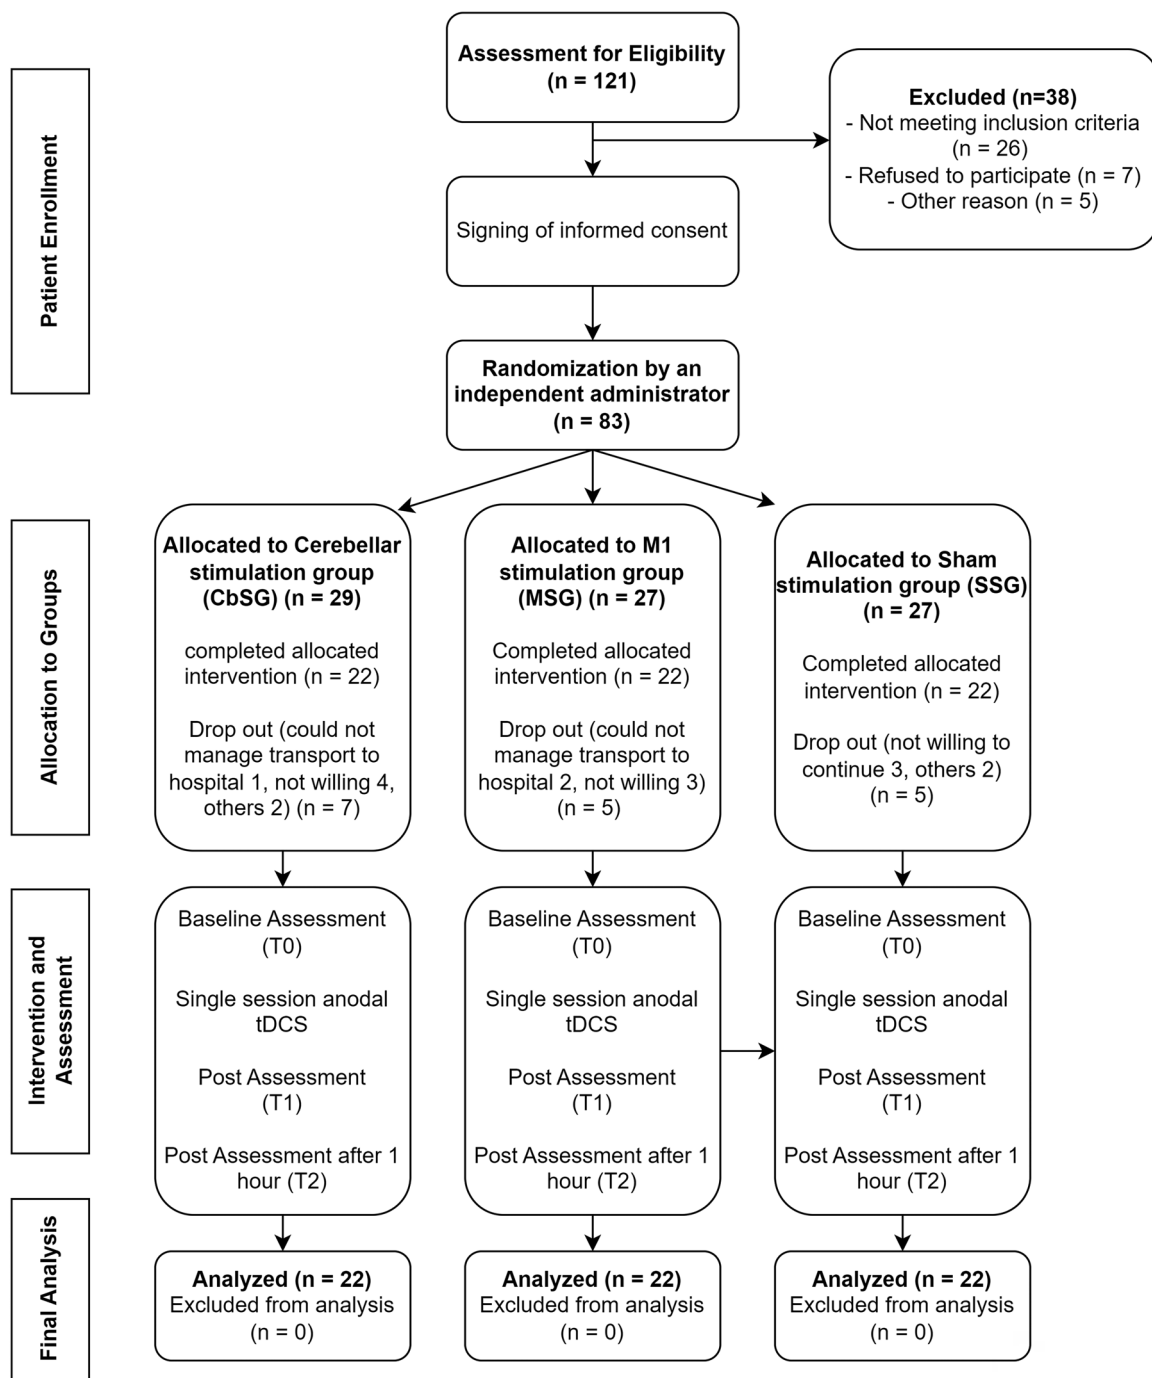 Assessment for Eligibility
(n = 121)
Excluded (n=38)
- Not meeting inclusion criteria
(n = 26)
- Refused to participate (n = 7)
- Other reason (n = 5)
Patient Enrollment
Signing of informed consent
Randomization by an
independent administrator
(n = 83)
Allocation to Groups
Allocated to Cerebellar
stimulation group
(CbSG) (n = 29)
completed allocated
intervention (n = 22)
Drop out (could not
manage transport to
hospital 1, not willing 4,
others 2) (n = 7)
Allocated to M1
stimulation group
(MSG) (n = 27)
Completed allocated
intervention (n = 22)
Drop out (could not
manage transport to
hospital 2, not willing 3)
(n = 5)
Allocated to Sham
stimulation group (SSG)
(n = 27)
Completed allocated
intervention (n = 22)
Drop out (not willing to
continue 3, others 2)
(n = 5)
Intervention and
Assessment
Baseline Assessment
(T0)
Single session anodal
tDCS
Post Assessment
(T1)
Post Assessment after 1
hour (T2)
Baseline Assessment
(T0)
Single session anodal
tDCS
Post Assessment
(T1)
Post Assessment after 1
hour (T2)
Baseline Assessment
(T0)
Single session anodal
tDCS
Post Assessment
(T1)
Post Assessment after 1
hour (T2)
Final Analysis
Analyzed (n = 22)
Excluded from analysis
(n = 0)
Analyzed (n = 22)
Excluded from analysis
(n = 0)
Analyzed (n = 22)
Excluded from analysis
(n = 0)